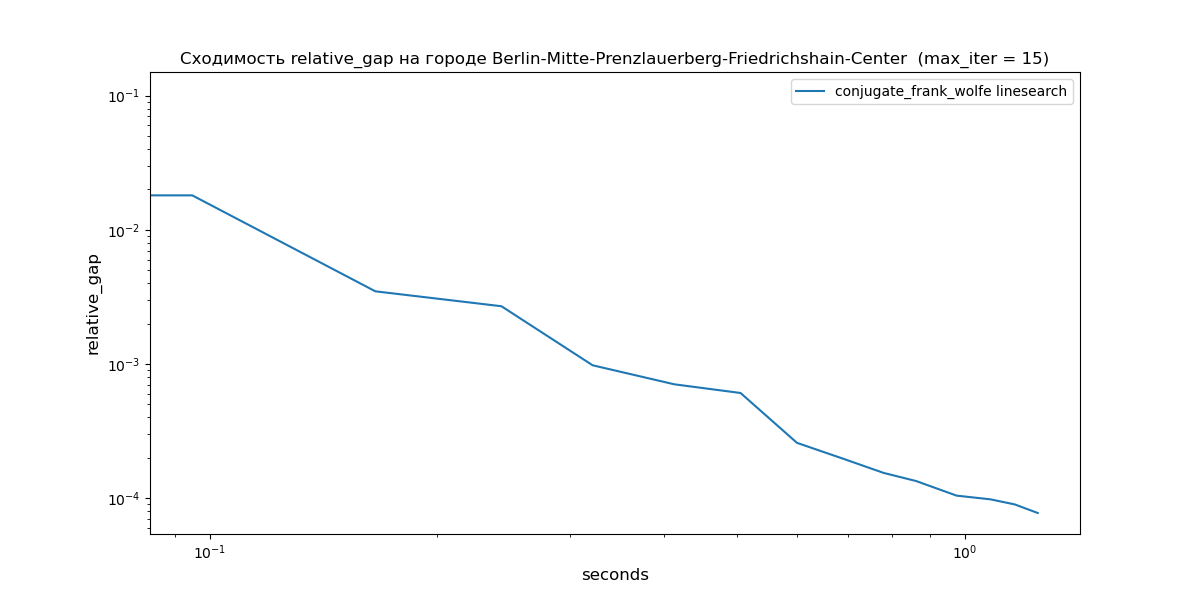 Сходимость relative_gap на городе Berlin-Mitte-Prenzlauerberg-Friedrichshain-Center (max_iter = 15)
conjugate_frank_wolfe linesearch
relative_gap
10⁻¹
10⁻²
10⁻³
10⁻⁴
10⁻¹
10⁰
seconds